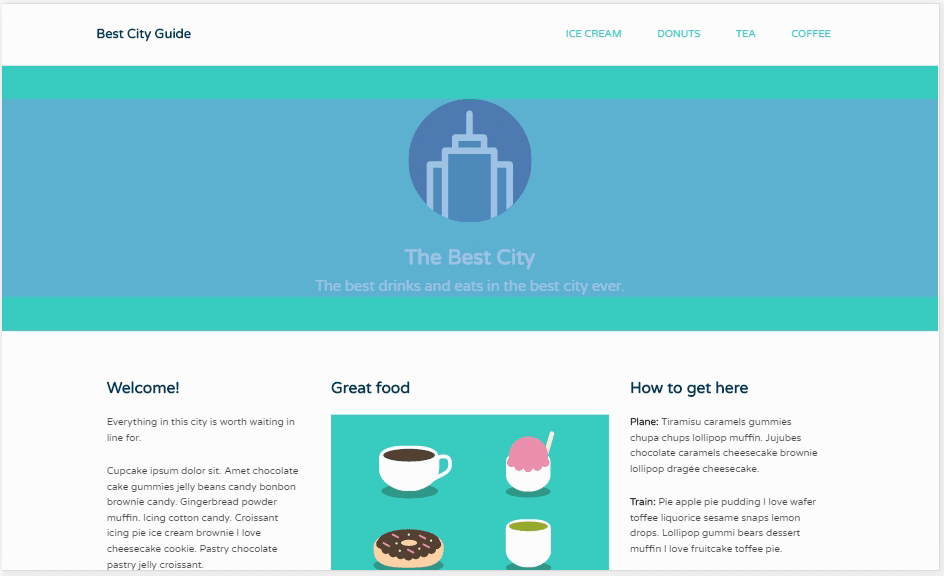 Best City Guide
ICE CREAM DONUTS TEA COFFEE
The Best City
The best drinks and eats in the best city ever.
Welcome!
Everything in this city is worth waiting in
line for.
Cupcake ipsum dolor sit. Amet chocolate
cake gummies jelly beans candy bonbon
brownie candy. Gingerbread powder
muffin. Icing cotton candy. Croissant
icing pie ice cream brownie I love
cheesecake cookie. Pastry chocolate
pastry jelly croissant.
Great food
How to get here
Plane: Tiramisu caramels gummies
chupa chups lollipop muffin. Jujubes
chocolate caramels cheesecake brownie
lollipop dragée cheesecake.
Train: Pie apple pie pudding I love wafer
toffee liquorice sesame snaps lemon
drops. Lollipop gummi bears dessert
muffin I love fruitcake toffee pie.